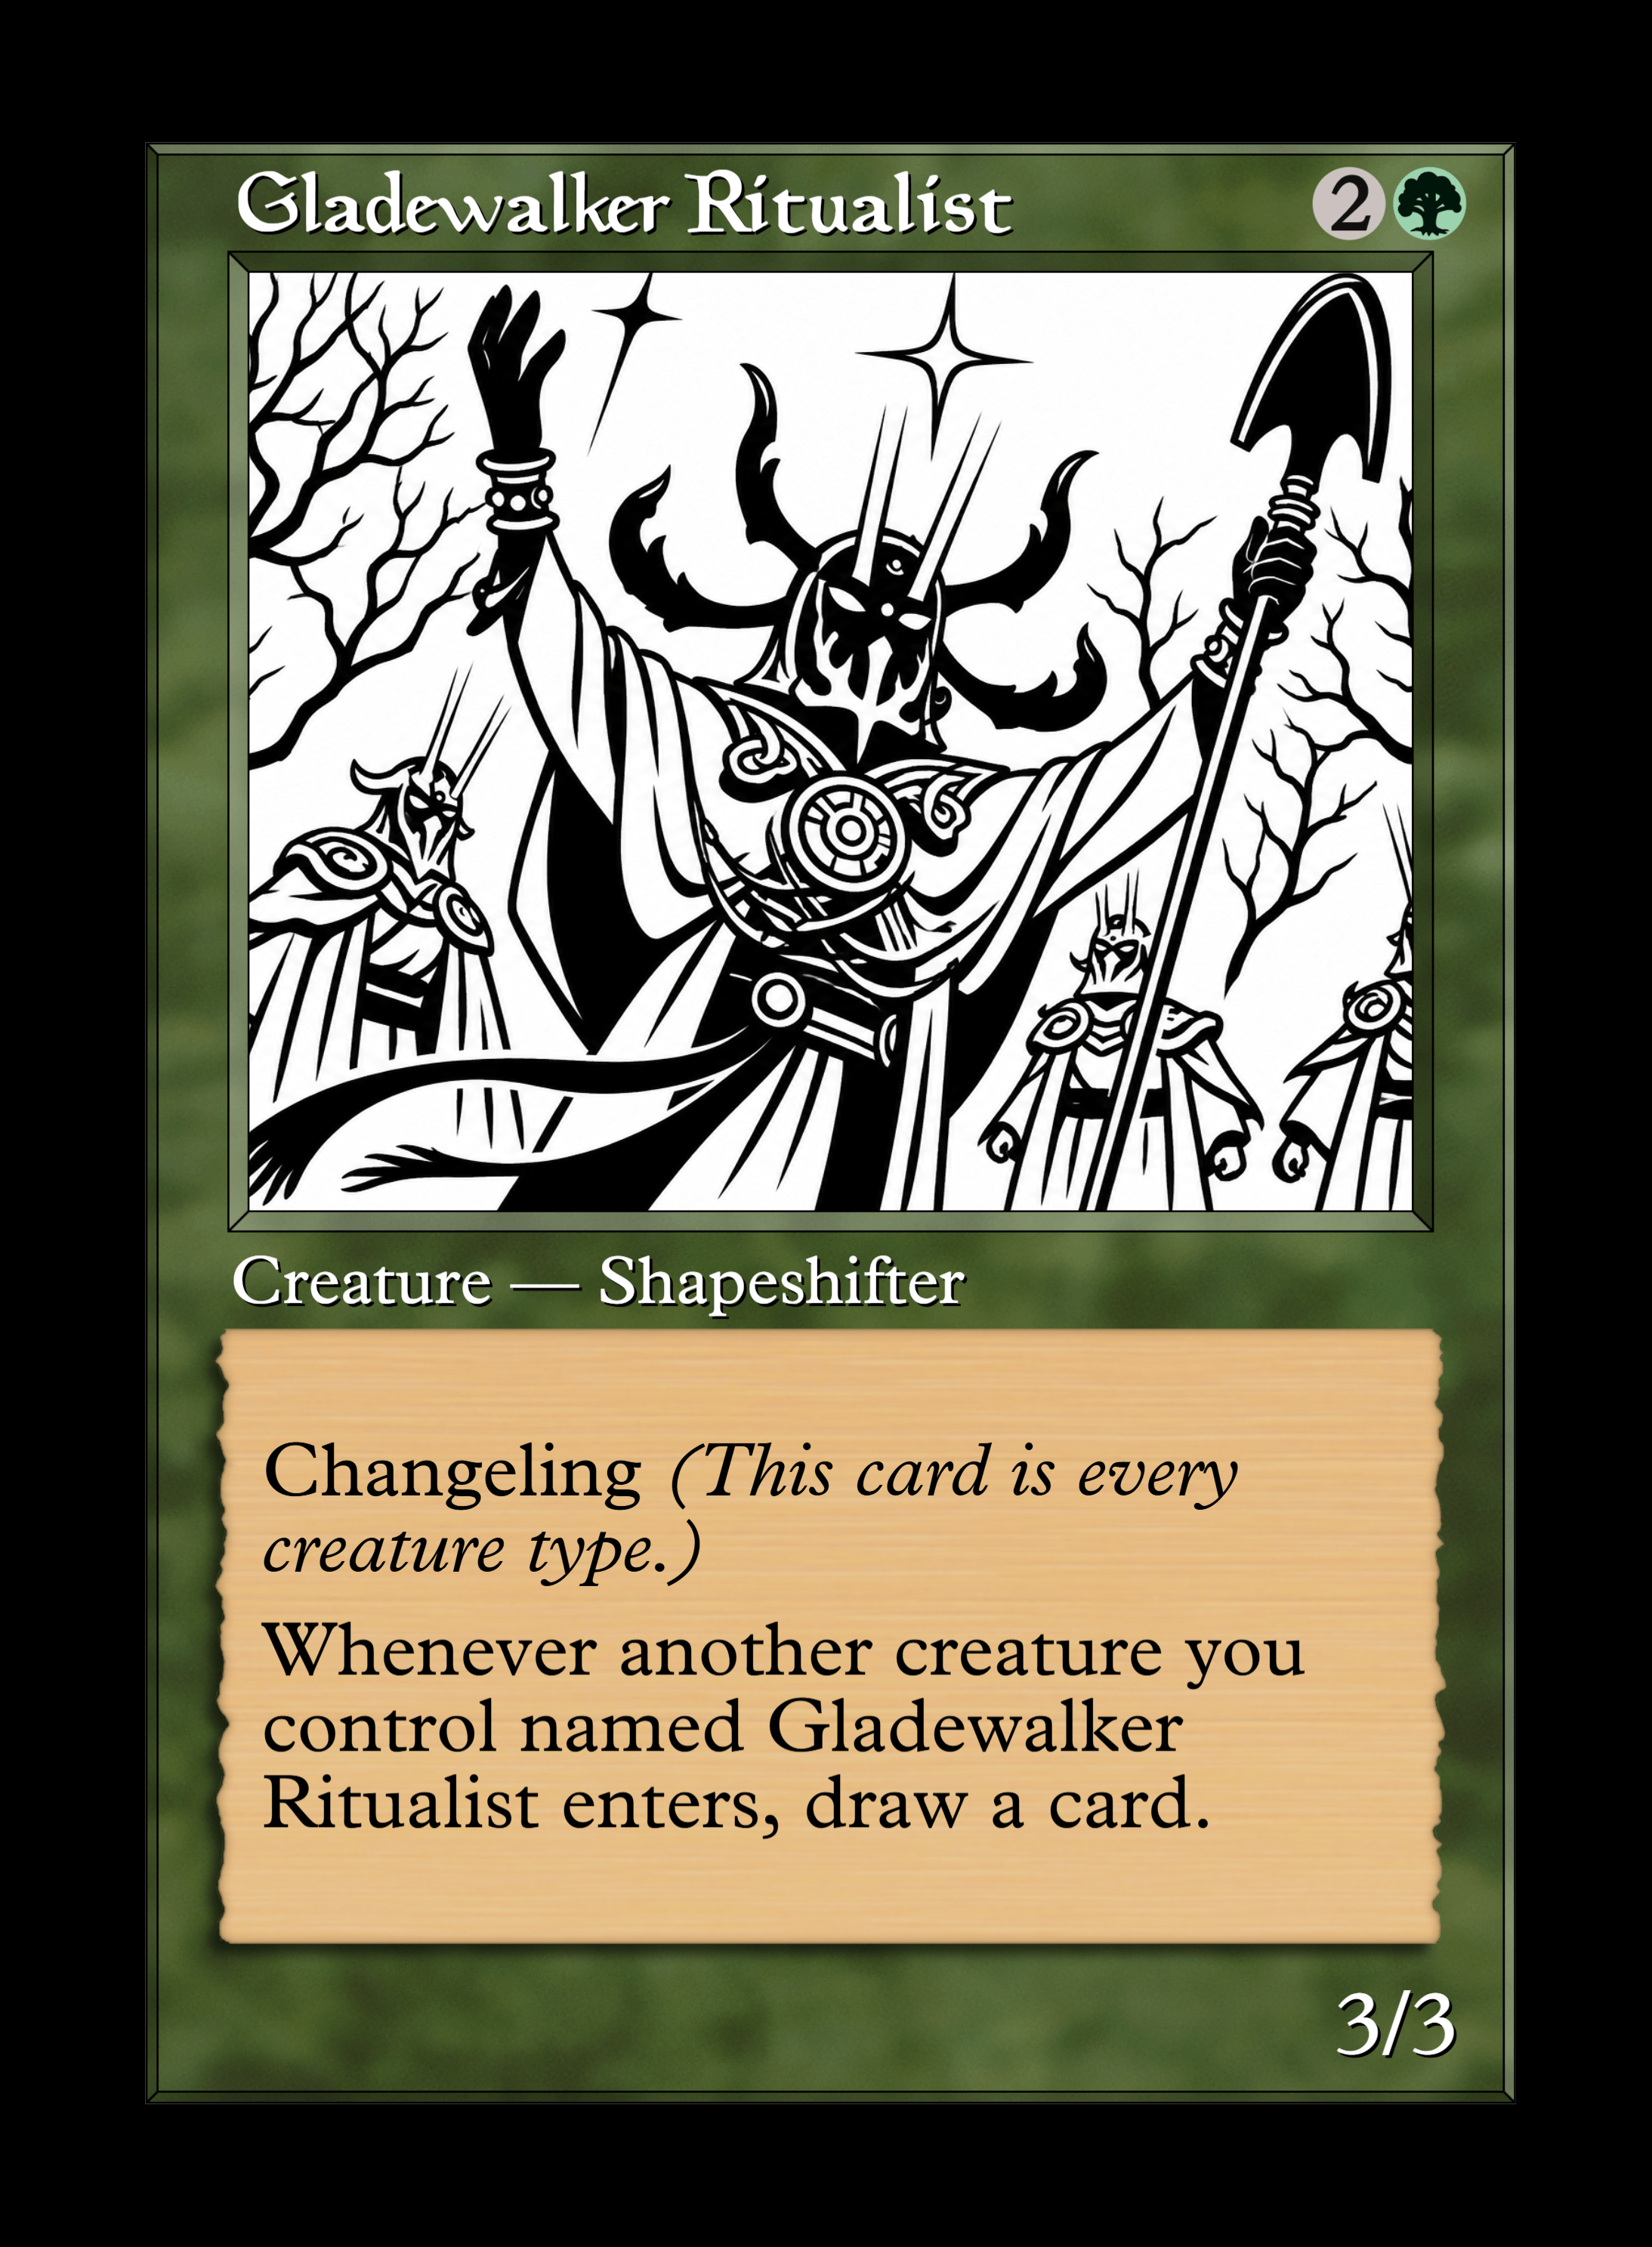 Gladewalker Ritualist 2
Creature — Shapeshifter
Changeling (This card is every
creature type.)
Whenever another creature you
control named Gladewalker
Ritualist enters, draw a card.
3/3